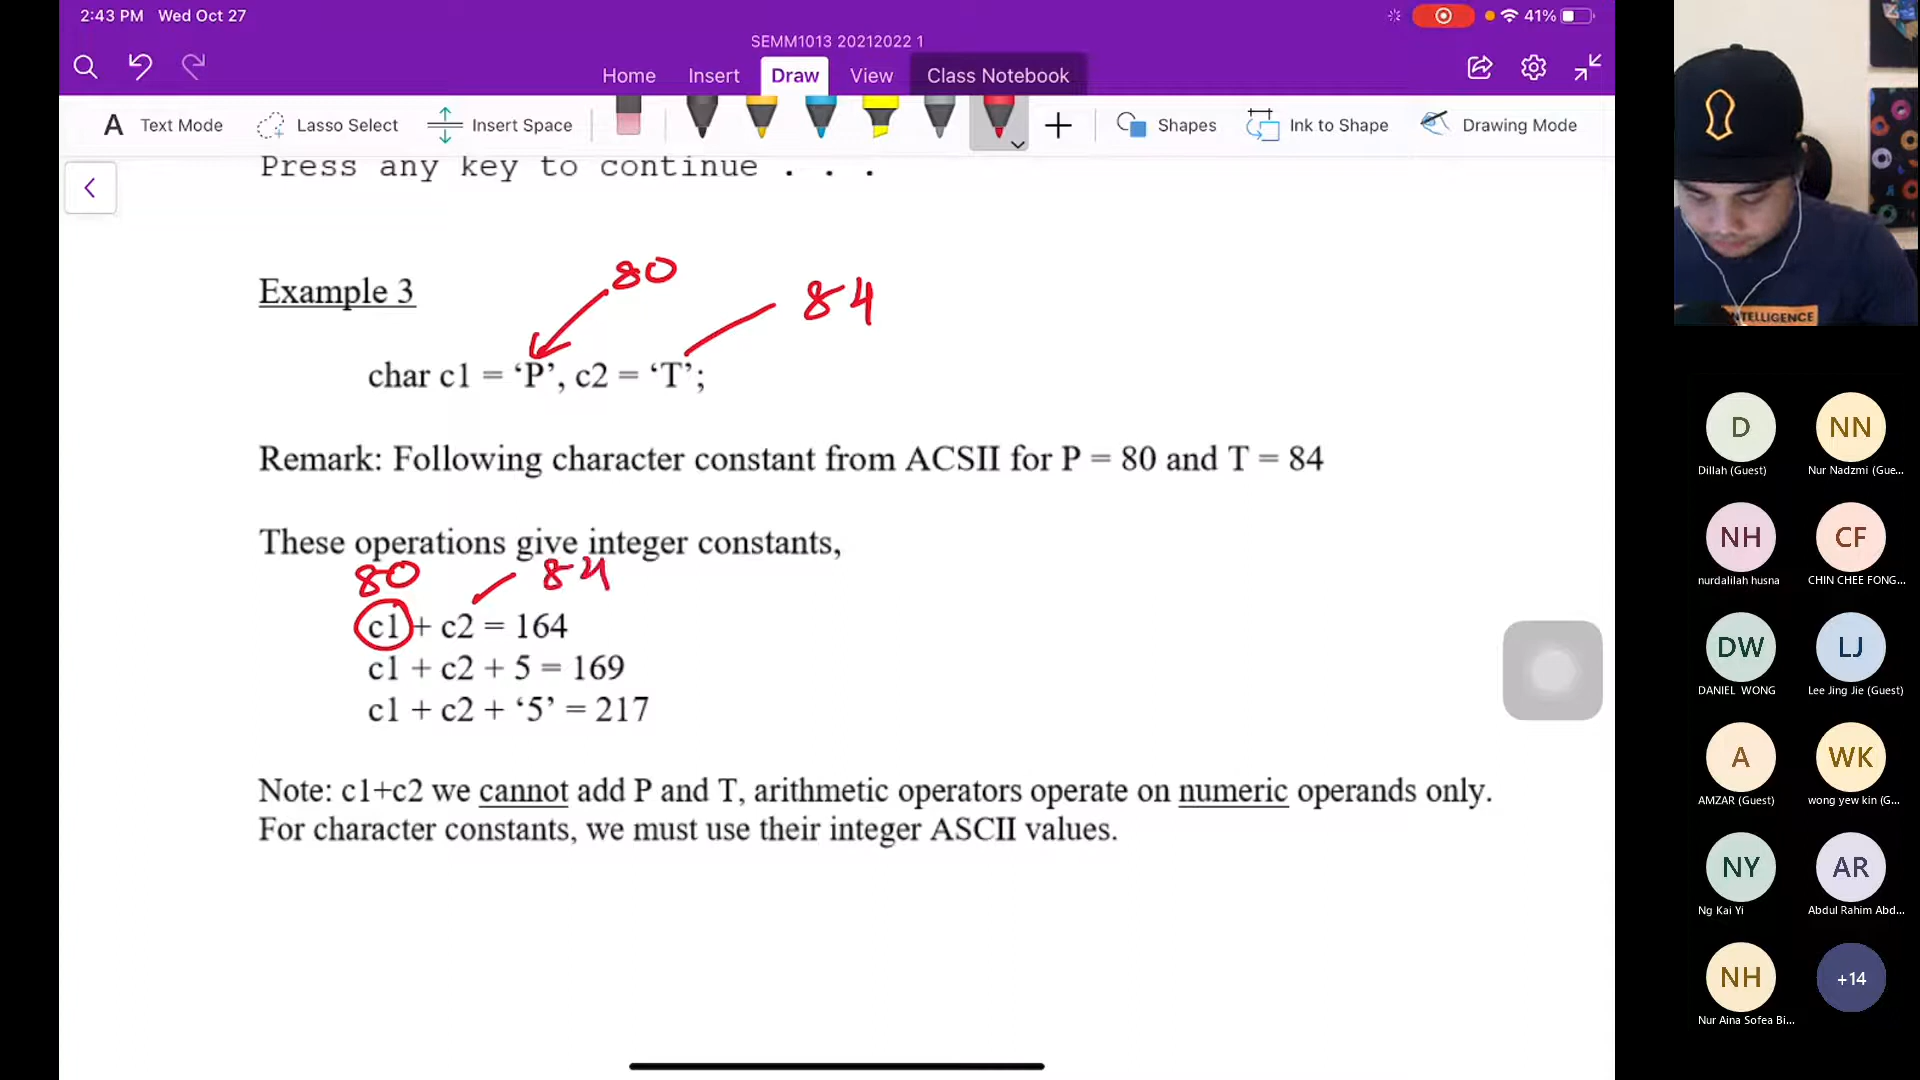 2:43 PM Wed Oct 27
41%
SEMM1013 20212022 1
Home Insert Draw View Class Notebook
A Text Mode Lasso Select Insert Space Shapes Ink to Shape Drawing Mode
Press any key to continue . . .
80
84
Example 3
char c1 = ‘P’, c2 = ‘T’;
Remark: Following character constant from ACSII for P = 80 and T = 84
These operations give integer constants,
80 84
c1 + c2 = 164
c1 + c2 + 5 = 169
c1 + c2 + ‘5’ = 217
Note: c1+c2 we cannot add P and T, arithmetic operators operate on numeric operands only.
For character constants, we must use their integer ASCII values.
NTELLIGENCE
D NN
Dillah (Guest) Nur Nadzmi (Gue...
NH CF
nurdalilah husna CHIN CHEE FONG...
DW LJ
DANIEL WONG Lee Jing Jie (Guest)
A WK
AMZAR (Guest) wong yew kin (G...
NY AR
Ng Kai Yi Abdul Rahim Abd...
NH +14
Nur Aina Sofea Bi...